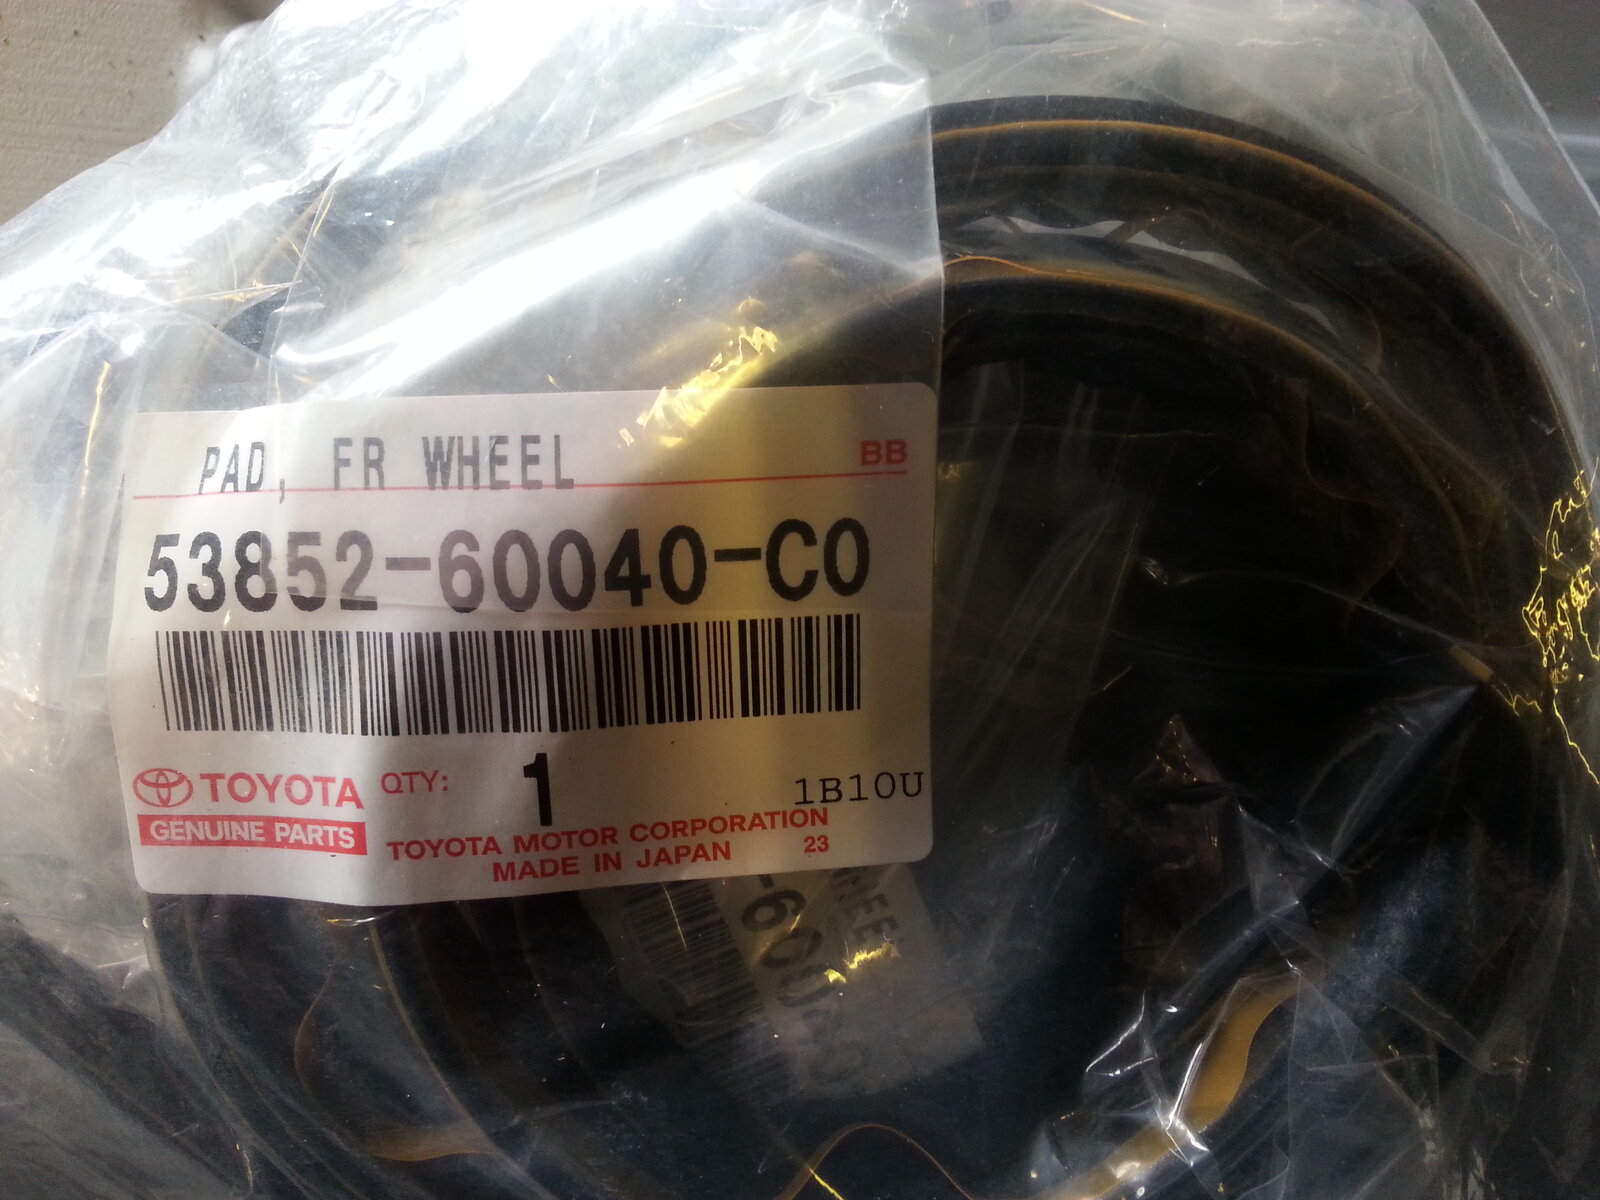 PAD, FR WHEEL BB
53852-60040-C0
TOYOTA QTY: 1 1B10U
GENUINE PARTS
TOYOTA MOTOR CORPORATION
MADE IN JAPAN 23